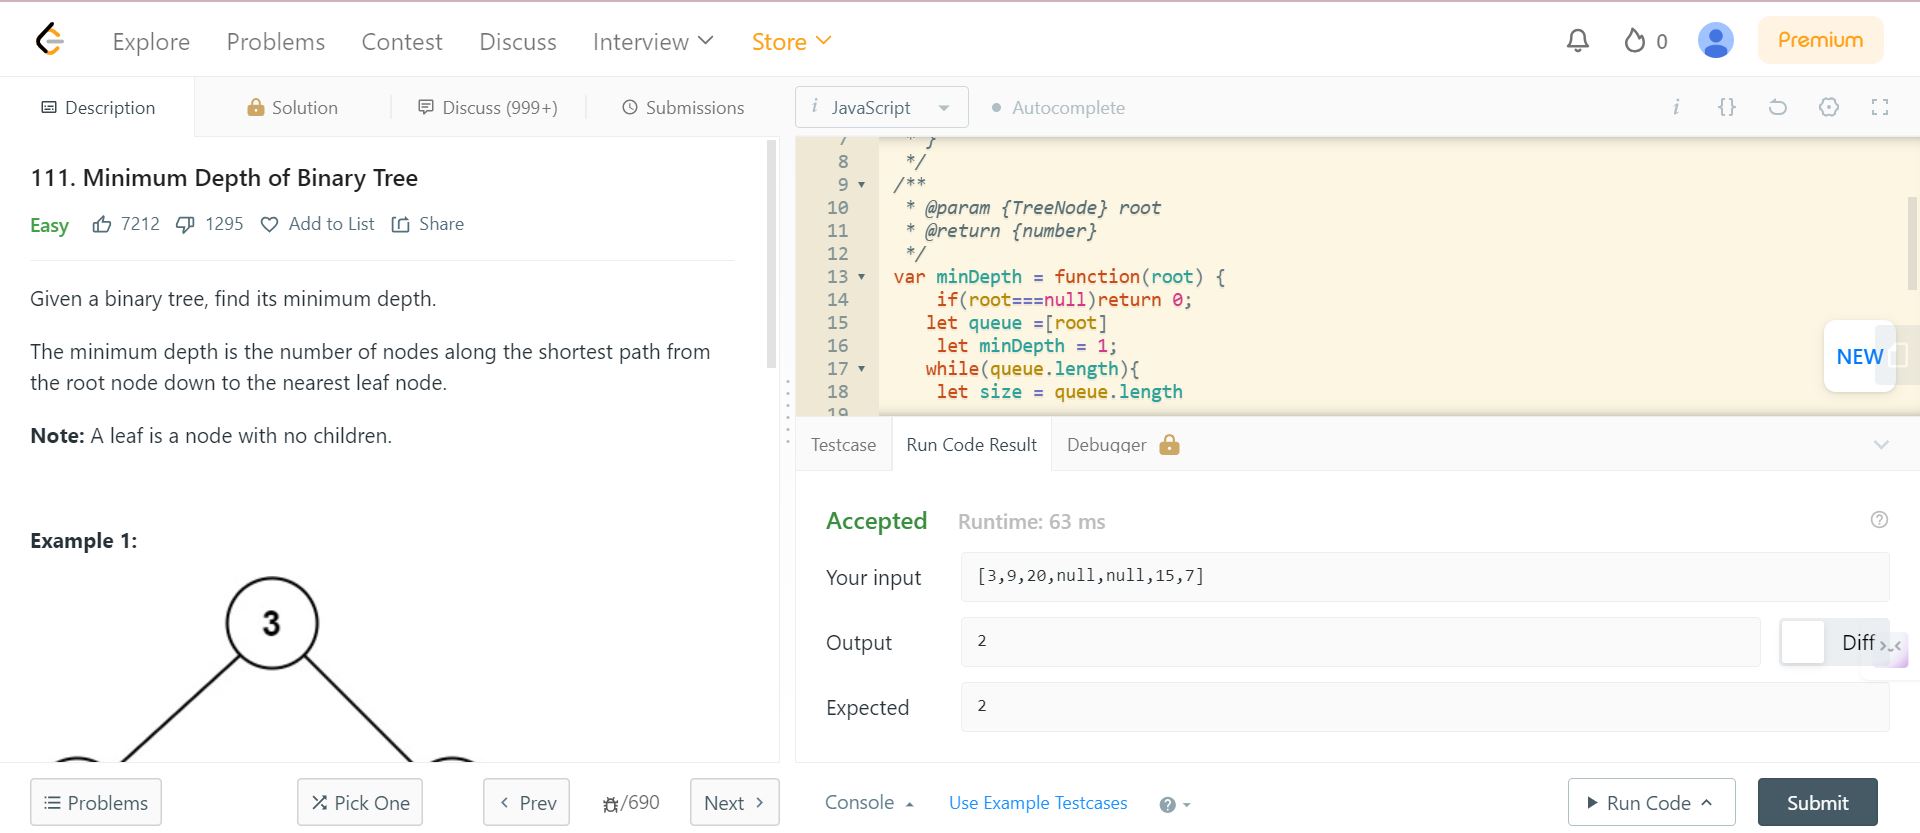 Explore Problems Contest Discuss Interview Store 0 Premium
Description Solution Discuss (999+) Submissions
i JavaScript Autocomplete i {}
111. Minimum Depth of Binary Tree
Easy 7212 1295 Add to List Share
Given a binary tree, find its minimum depth.
The minimum depth is the number of nodes along the shortest path from
the root node down to the nearest leaf node.
Note: A leaf is a node with no children.
Example 1:
3
7 * }
8 */
9 /**
10 * @param {TreeNode} root
11 * @return {number}
12 */
13 var minDepth = function(root) {
14 if(root===null)return 0;
15 let queue =[root]
16 let minDepth = 1;
17 while(queue.length){
18 let size = queue.length
19
NEW
Testcase Run Code Result Debugger
Accepted Runtime: 63 ms
Your input [3,9,20,null,null,15,7]
Output 2 Diff
Expected 2
Problems Pick One Prev /690 Next
Console Use Example Testcases Run Code Submit